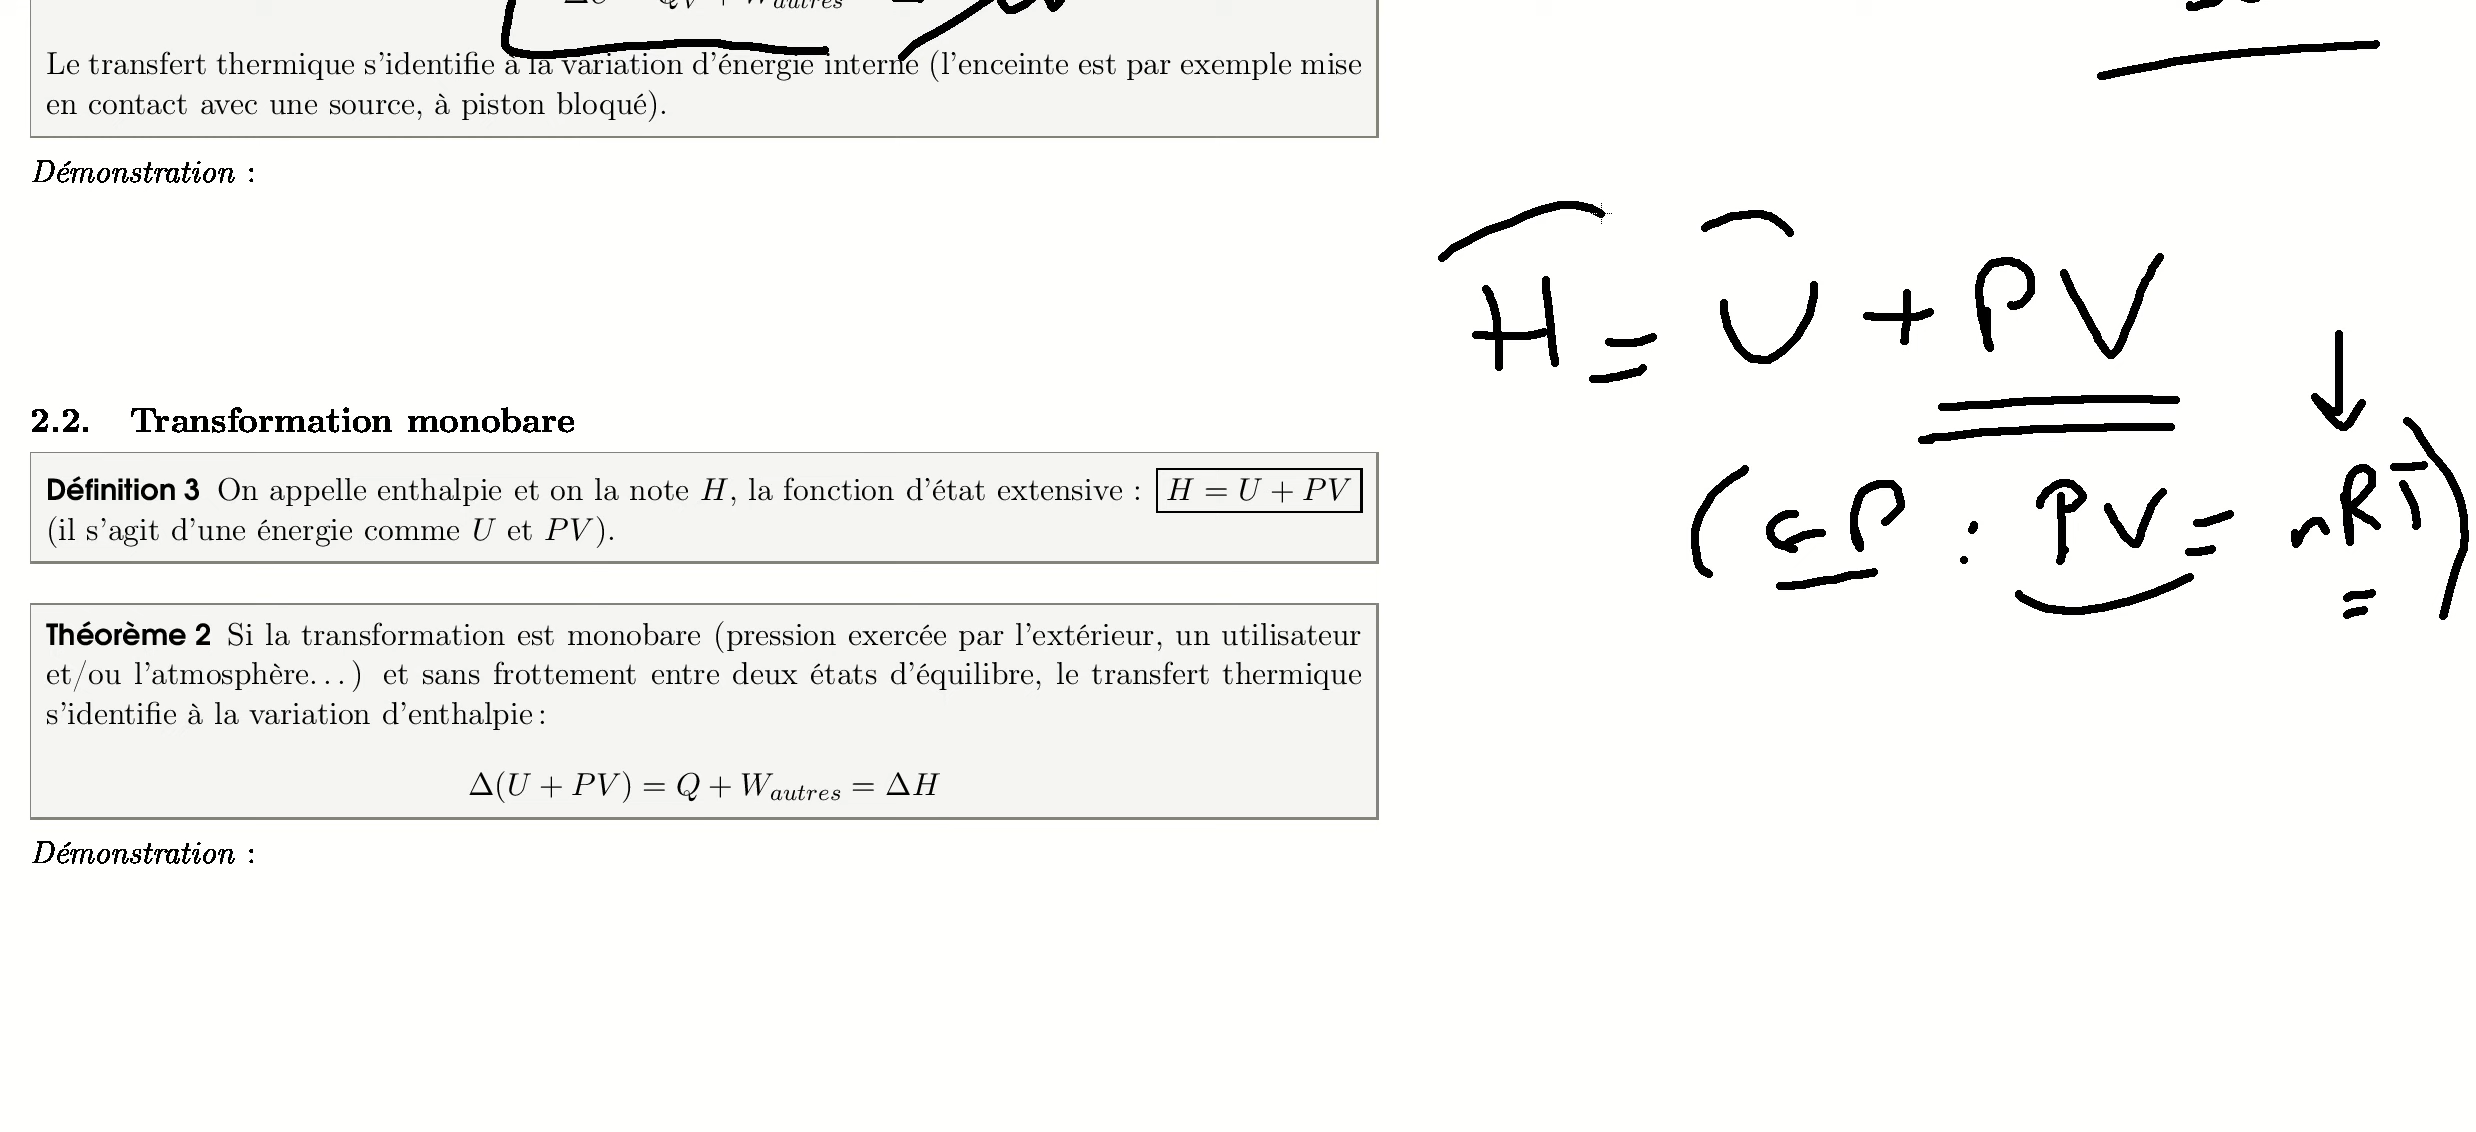 Le transfert thermique s'identifie à la variation d'énergie interne (l'enceinte est par exemple mise
en contact avec une source, à piston bloqué).
Démonstration :
H = U + PV
2.2. Transformation monobare
Définition 3 On appelle enthalpie et on la note H, la fonction d'état extensive : H = U + PV
(il s'agit d'une énergie comme U et PV).
(GP : PV = nRT)
Théorème 2 Si la transformation est monobare (pression exercée par l'extérieur, un utilisateur
et/ou l'atmosphère...) et sans frottement entre deux états d'équilibre, le transfert thermique
s'identifie à la variation d'enthalpie :
Δ(U + PV) = Q + Wautres = ΔH
Démonstration :